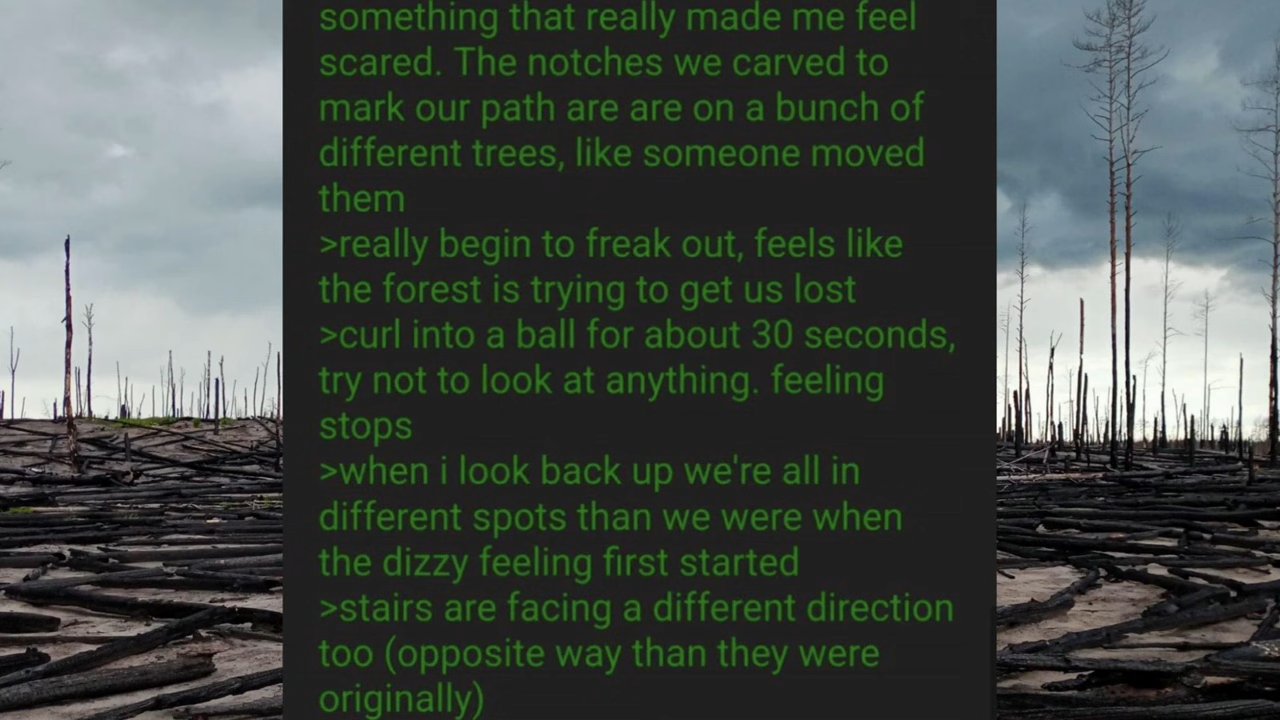 something that really made me feel
scared. The notches we carved to
mark our path are are on a bunch of
different trees, like someone moved
them
>really begin to freak out, feels like
the forest is trying to get us lost
>curl into a ball for about 30 seconds,
try not to look at anything. feeling
stops
>when i look back up we're all in
different spots than we were when
the dizzy feeling first started
>stairs are facing a different direction
too (opposite way than they were
originally)